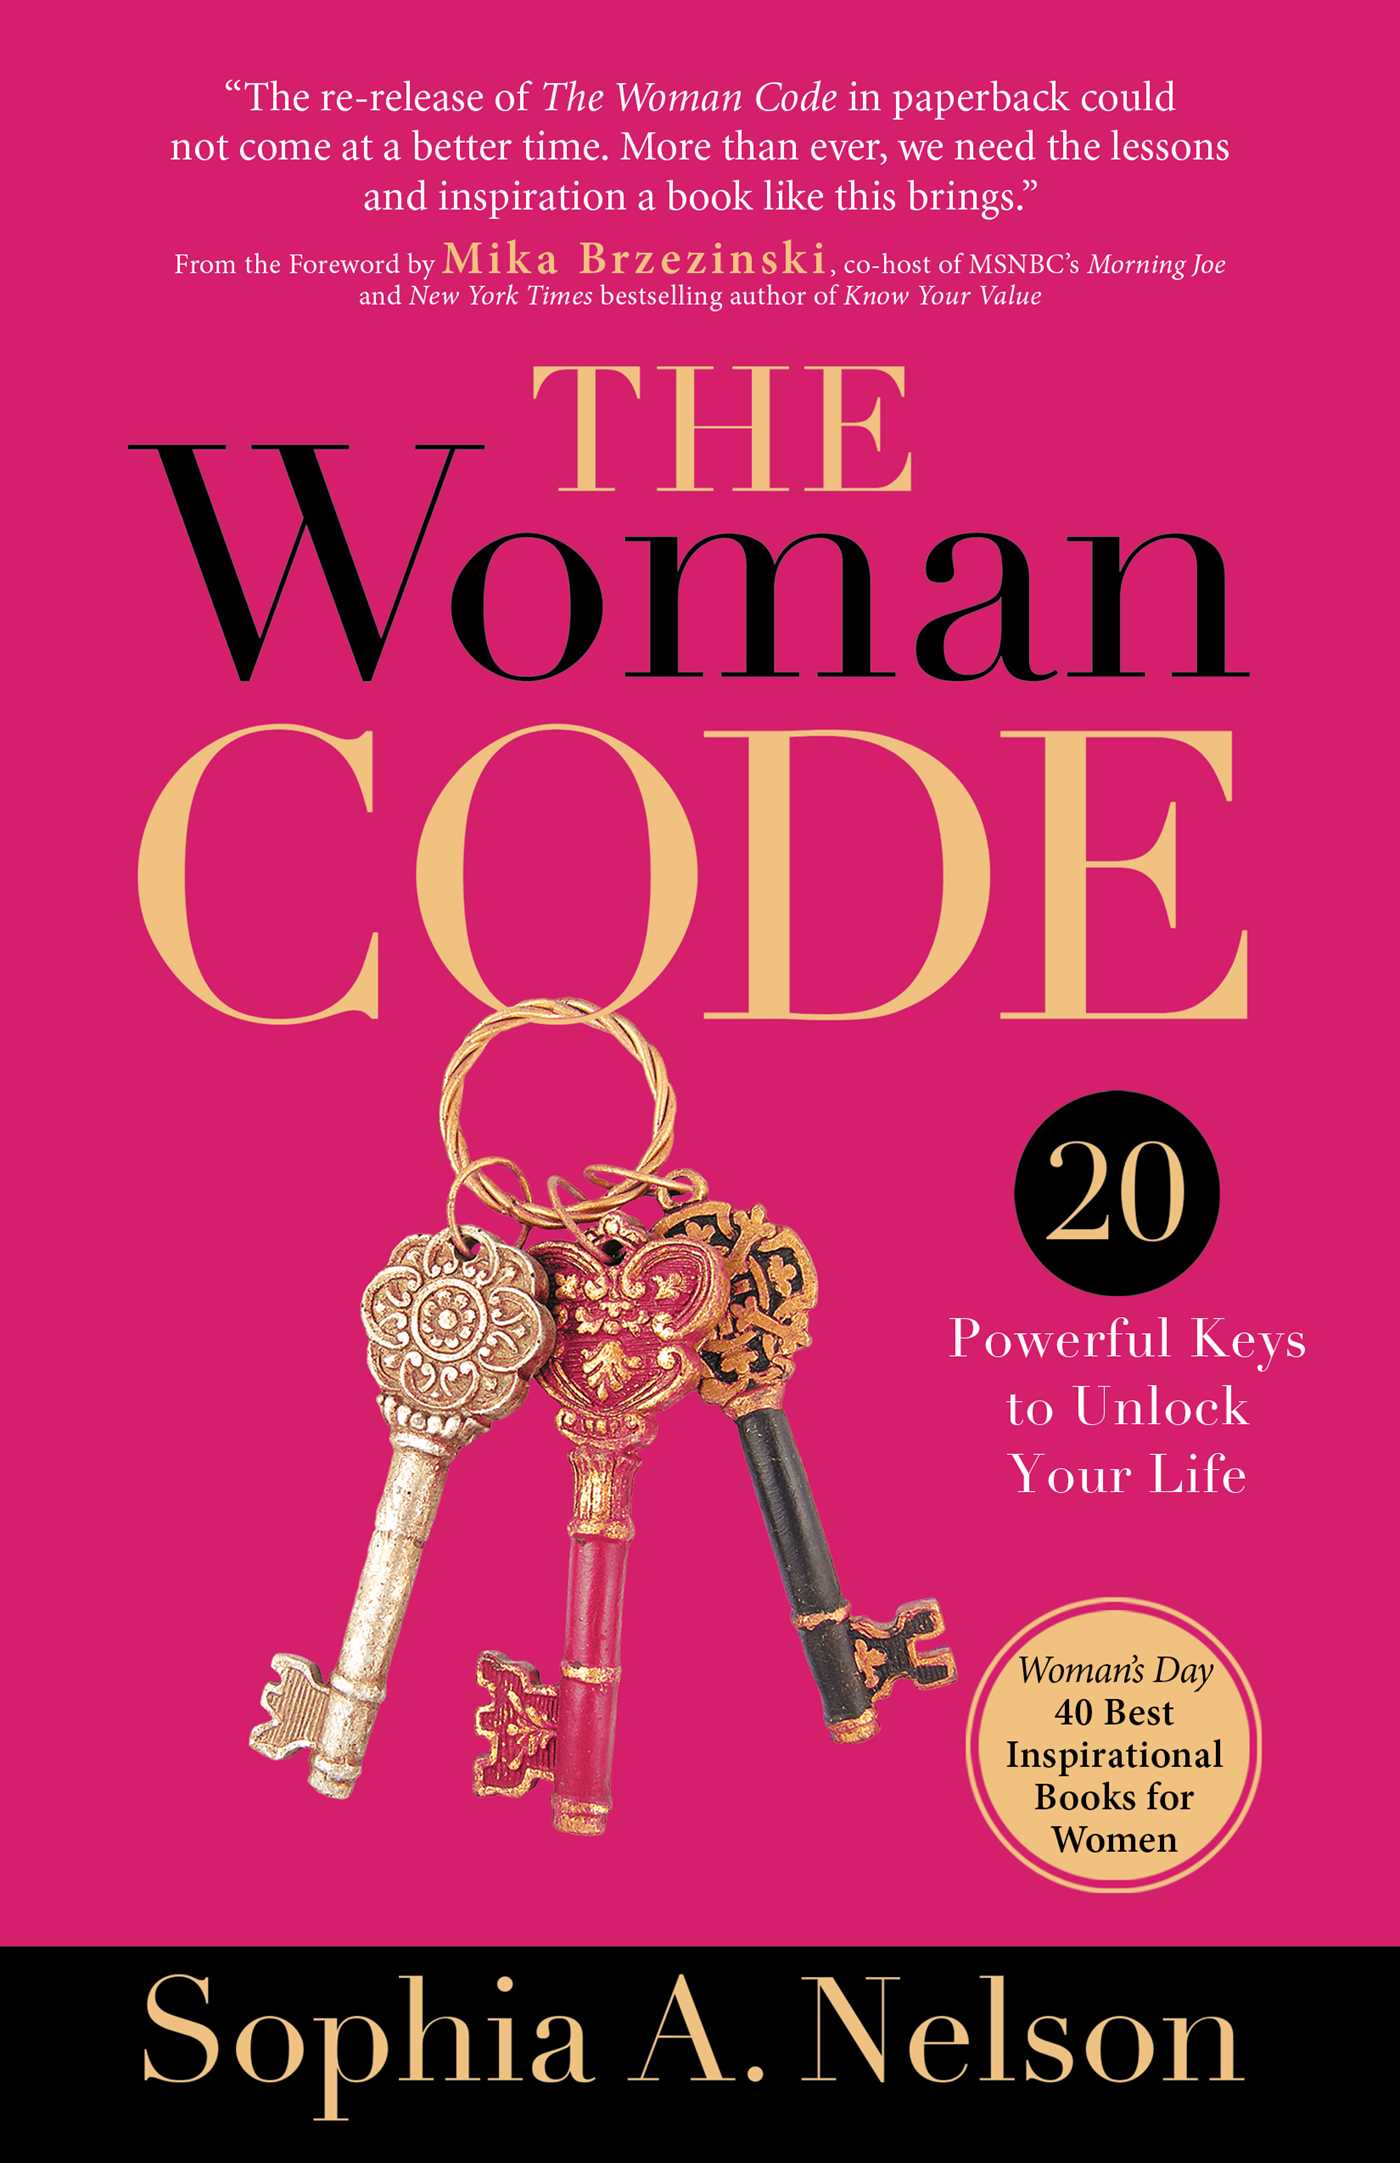 “The re-release of The Woman Code in paperback could
not come at a better time. More than ever, we need the lessons
and inspiration a book like this brings.”
From the Foreword by Mika Brzezinski, co-host of MSNBC’s Morning Joe
and New York Times bestselling author of Know Your Value
THE
Woman
CODE
20
Powerful Keys
to Unlock
Your Life
Woman’s Day
40 Best
Inspirational
Books for
Women
Sophia A. Nelson